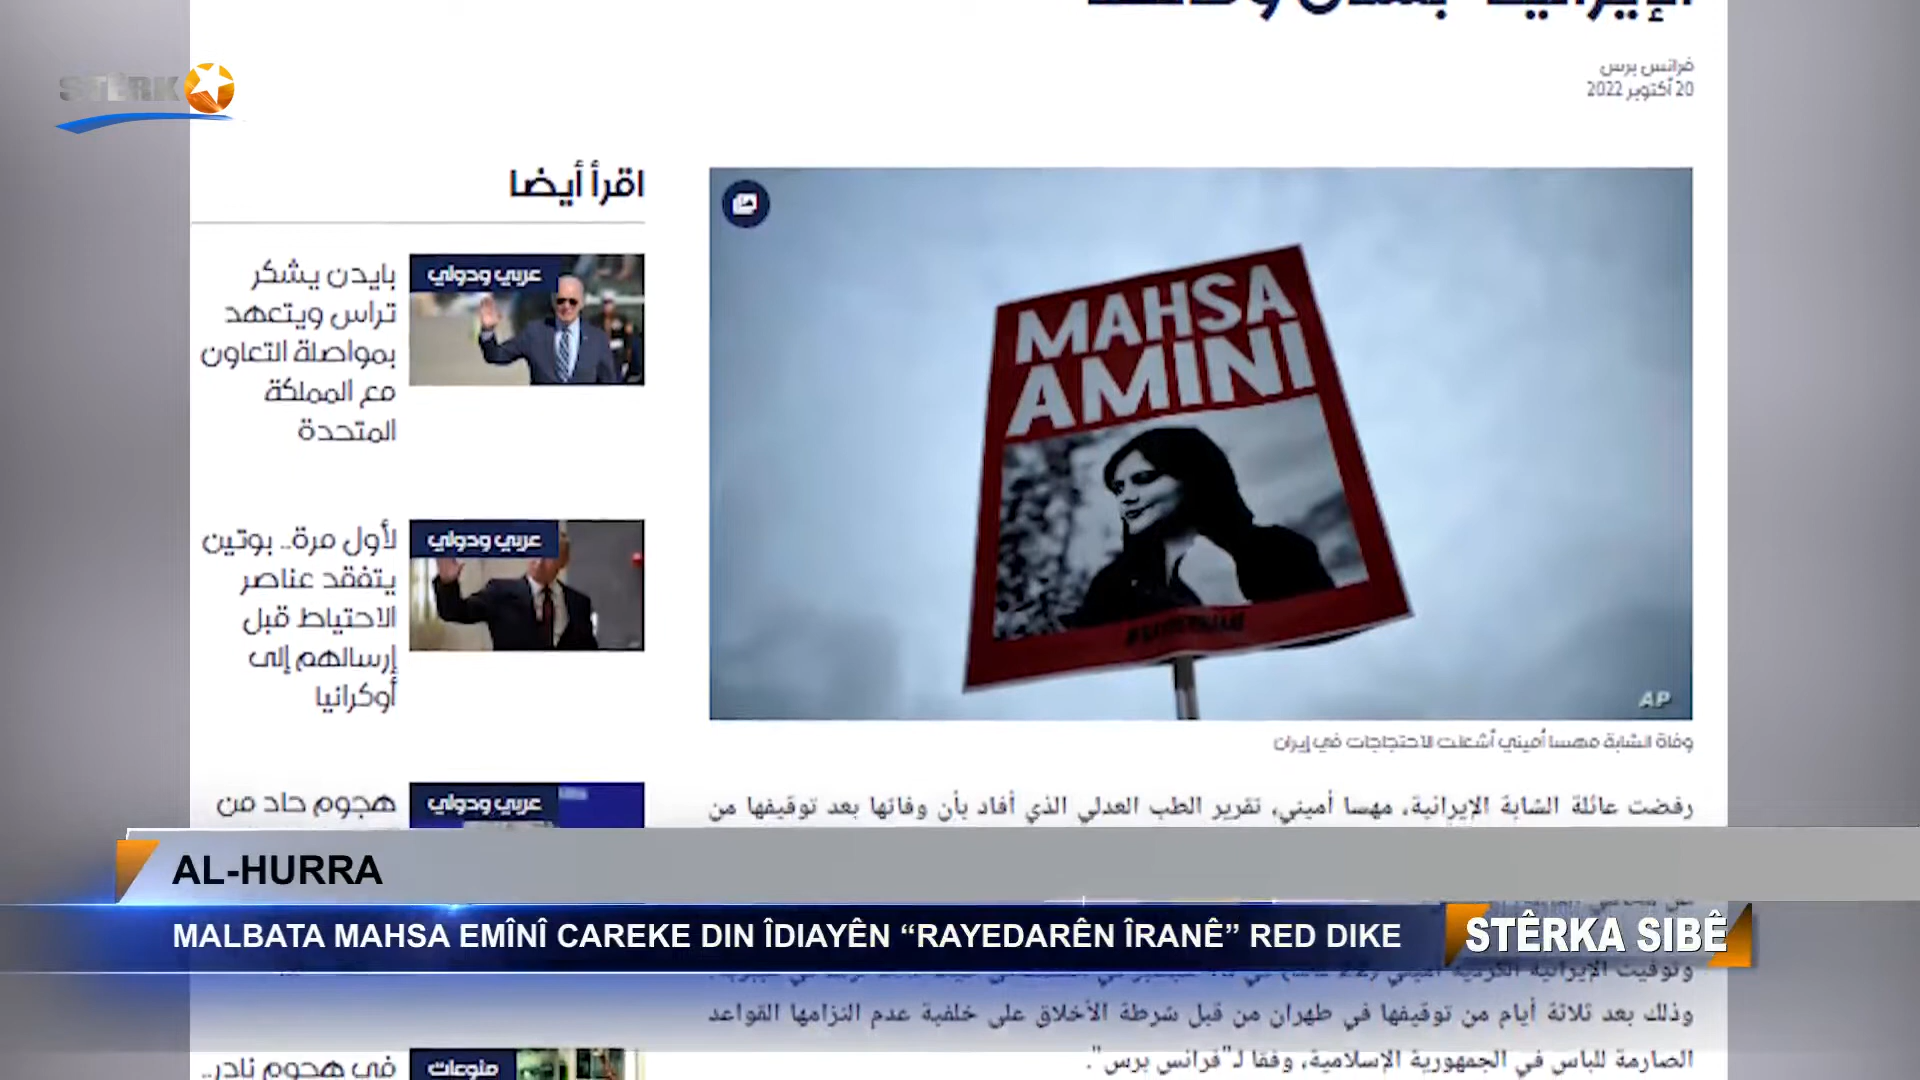 STÊRK
فرانس برس
20 أكتوبر 2022
MAHSA
AMINI
AP
وفاة الشابة مهسا أميني أشعلت الاحتجاجات في إيران
رفضت عائلة الشابة الإيرانية، مهسا أميني، تقرير الطب العدلي الذي أفاد بأن وفاتها بعد توقيفها من
وتوفيت الإيرانية الكردية أميني
وذلك بعد ثلاثة أيام من توقيفها في طهران من قبل شرطة الأخلاق على خلفية عدم التزامها القواعد
الصارمة للباس في الجمهورية الإسلامية، وفقا لـ"فرانس برس".
اقرأ أيضا
عربي ودولي
بايدن يشكر
تراس ويتعهد
بمواصلة التعاون
مع المملكة
المتحدة
عربي ودولي
لأول مرة.. بوتين
يتفقد عناصر
الاحتياط قبل
إرسالهم إلى
أوكرانيا
عربي ودولي
هجوم حاد من
منوعات
في هجوم نادر..
AL-HURRA
MALBATA MAHSA EMÎNÎ CAREKE DIN ÎDIAYÊN “RAYEDARÊN ÎRANÊ” RED DIKE
STÊRKA SIBÊ